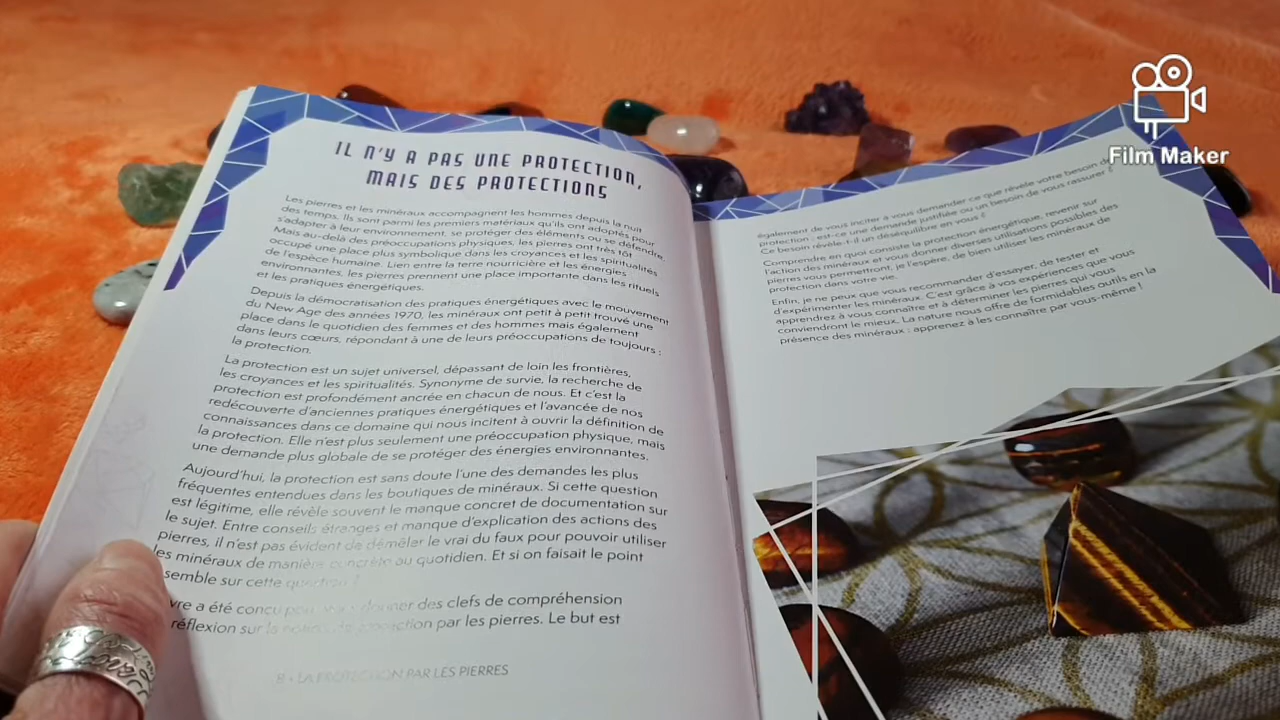 IL N'Y A PAS UNE PROTECTION,
MAIS DES PROTECTIONS
Les pierres et les minéraux accompagnent les hommes depuis la nuit
des temps. Ils sont parmi les premiers matériaux qu'ils ont adoptés pour
s'adapter à leur environnement, se protéger des éléments ou se défendre.
Mais au-delà des préoccupations physiques, les pierres ont très tôt
occupé une place plus symbolique dans les croyances et les spiritualités
de l'espèce humaine. Lien entre la terre nourricière et les énergies
environnantes, les pierres prennent une place importante dans les rituels
et les pratiques énergétiques.
Depuis la démocratisation des pratiques énergétiques avec le mouvement
du New Age des années 1970, les minéraux ont petit à petit trouvé une
place dans le quotidien des femmes et des hommes mais également
dans leurs cœurs, répondant à une de leurs préoccupations de toujours :
la protection.
La protection est un sujet universel, dépassant de loin les frontières,
les croyances et les spiritualités. Synonyme de survie, la recherche de
protection est profondément ancrée en chacun de nous. Et c'est la
redécouverte d'anciennes pratiques énergétiques et l'avancée de nos
connaissances dans ce domaine qui nous incitent à ouvrir la définition de
la protection. Elle n'est plus seulement une préoccupation physique, mais
une demande plus globale de se protéger des énergies environnantes.
Aujourd'hui, la protection est sans doute l'une des demandes les plus
fréquentes entendues dans les boutiques de minéraux. Si cette question
est légitime, elle révèle souvent le manque concret de documentation sur
le sujet. Entre conseils étranges et manque d'explication des actions des
pierres, il n'est pas évident de démêler le vrai du faux pour pouvoir utiliser
les minéraux de manière concrète au quotidien. Et si on faisait le point
semble sur cette question ?
vre a été conçu pour vous donner des clefs de compréhension
réflexion sur la notion de protection par les pierres. Le but est
8 • LA PROTECTION PAR LES PIERRES
également de vous inciter à vous demander ce que révèle votre besoin de
protection : est-ce une demande justifiée ou un besoin de vous rassurer ?
Ce besoin révèle-t-il un déséquilibre en vous ?
Comprendre en quoi consiste la protection énergétique, revenir sur
l'action des minéraux et vous donner diverses utilisations possibles des
pierres vous permettront, je l'espère, de bien utiliser les minéraux de
protection dans votre vie.
Enfin, je ne peux que vous recommander d'essayer, de tester et
d'expérimenter les minéraux. C'est grâce à vos expériences que vous
apprendrez à vous connaître et à déterminer les pierres qui vous
conviendront le mieux. La nature nous offre de formidables outils en la
présence des minéraux : apprenez à les connaître par vous-même !
Film Maker